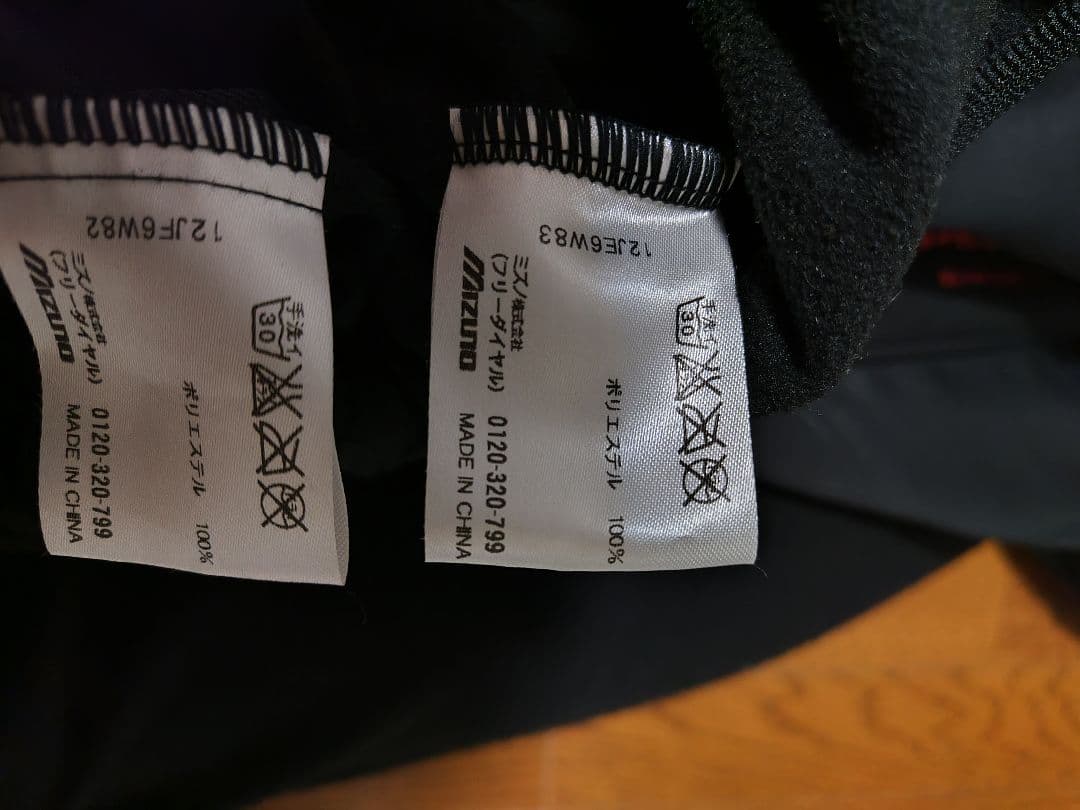 12JF6W82
手洗イ
30
ポリエステル 100%
ミズノ株式会社
(フリーダイヤル) 0120-320-799
MIZUNO MADE IN CHINA
12JE6W83
手洗イ
30
ポリエステル 100%
ミズノ株式会社
(フリーダイヤル) 0120-320-799
MIZUNO MADE IN CHINA